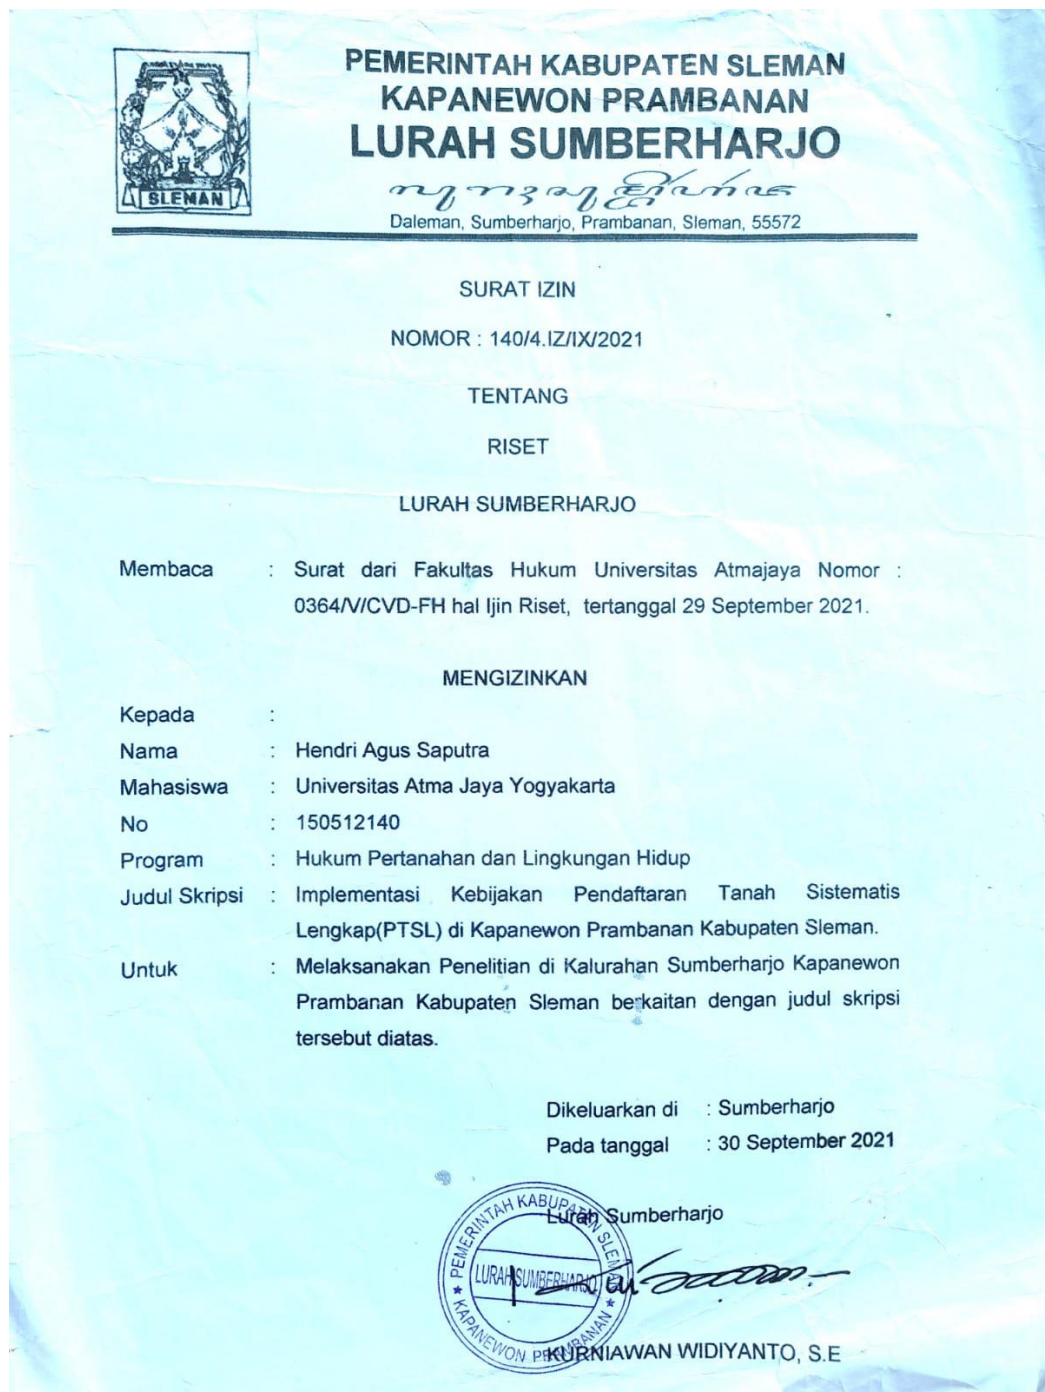 PEMERINTAH KABUPATEN SLEMAN
KAPANEWON PRAMBANAN
LURAH SUMBERHARJO
SLEMAN
Daleman, Sumberharjo, Prambanan, Sleman, 55572
SURAT IZIN
NOMOR : 140/4.IZ/IX/2021
TENTANG
RISET
LURAH SUMBERHARJO
Membaca : Surat dari Fakultas Hukum Universitas Atmajaya Nomor :
0364/V/CVD-FH hal Ijin Riset, tertanggal 29 September 2021.
MENGIZINKAN
Kepada :
Nama : Hendri Agus Saputra
Mahasiswa : Universitas Atma Jaya Yogyakarta
No : 150512140
Program : Hukum Pertanahan dan Lingkungan Hidup
Judul Skripsi : Implementasi Kebijakan Pendaftaran Tanah Sistematis
Lengkap(PTSL) di Kapanewon Prambanan Kabupaten Sleman.
Untuk : Melaksanakan Penelitian di Kalurahan Sumberharjo Kapanewon
Prambanan Kabupaten Sleman berkaitan dengan judul skripsi
tersebut diatas.
Dikeluarkan di : Sumberharjo
Pada tanggal : 30 September 2021
Lurah Sumberharjo
PEMERINTAH KABUPATEN SLEMAN
LURAH SUMBERHARJO
KAPANEWON PRAMBANAN
KURNIAWAN WIDIYANTO, S.E